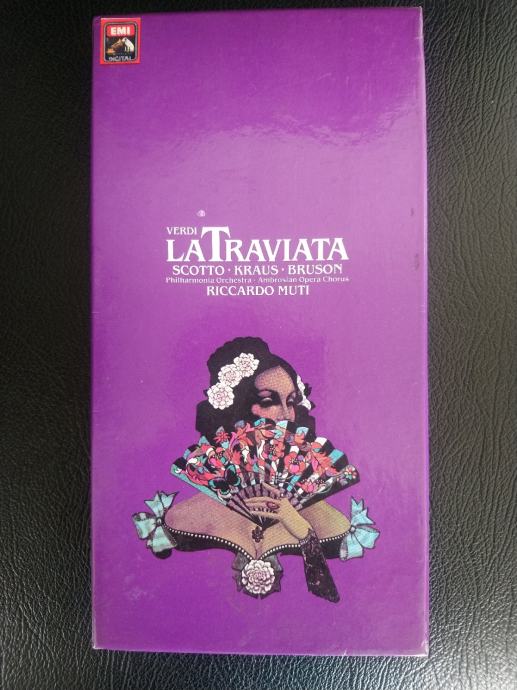 EMI
DIGITAL
VERDI
LA TRAVIATA
SCOTTO · KRAUS · BRUSON
Philharmonia Orchestra · Ambrosian Opera Chorus
RICCARDO MUTI